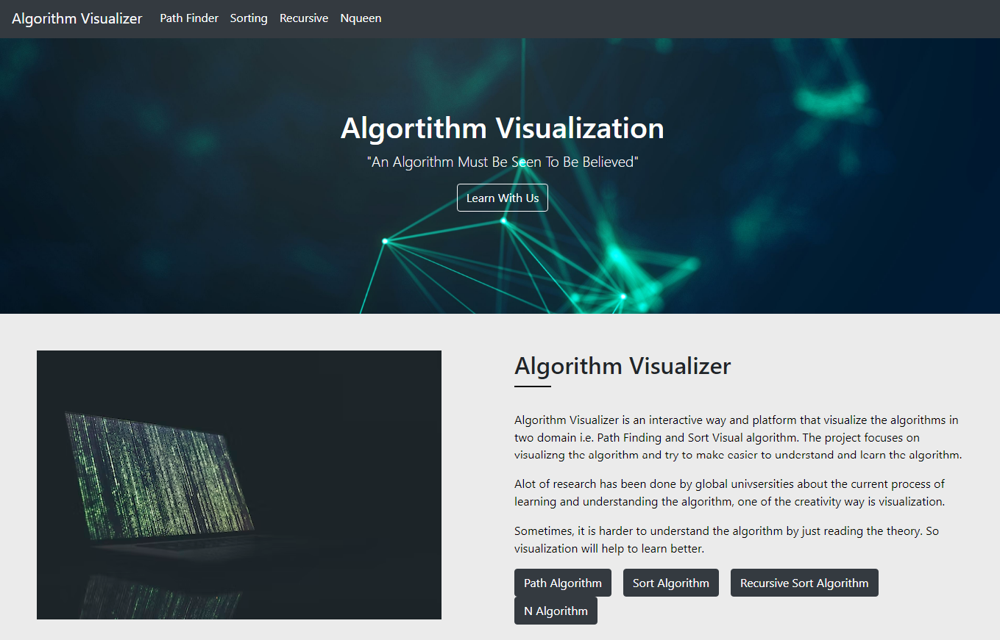 Algorithm Visualizer Path Finder Sorting Recursive Nqueen
Algortithm Visualization
"An Algorithm Must Be Seen To Be Believed"
Learn With Us
Algorithm Visualizer
Algorithm Visualizer is an interactive way and platform that visualize the algorithms in
two domain i.e. Path Finding and Sort Visual algorithm. The project focuses on
visualizng the algorithm and try to make easier to understand and learn the algorithm.
Alot of research has been done by global univsersities about the current process of
learning and understanding the algorithm, one of the creativity way is visualization.
Sometimes, it is harder to understand the algorithm by just reading the theory. So
visualization will help to learn better.
Path Algorithm Sort Algorithm Recursive Sort Algorithm
N Algorithm